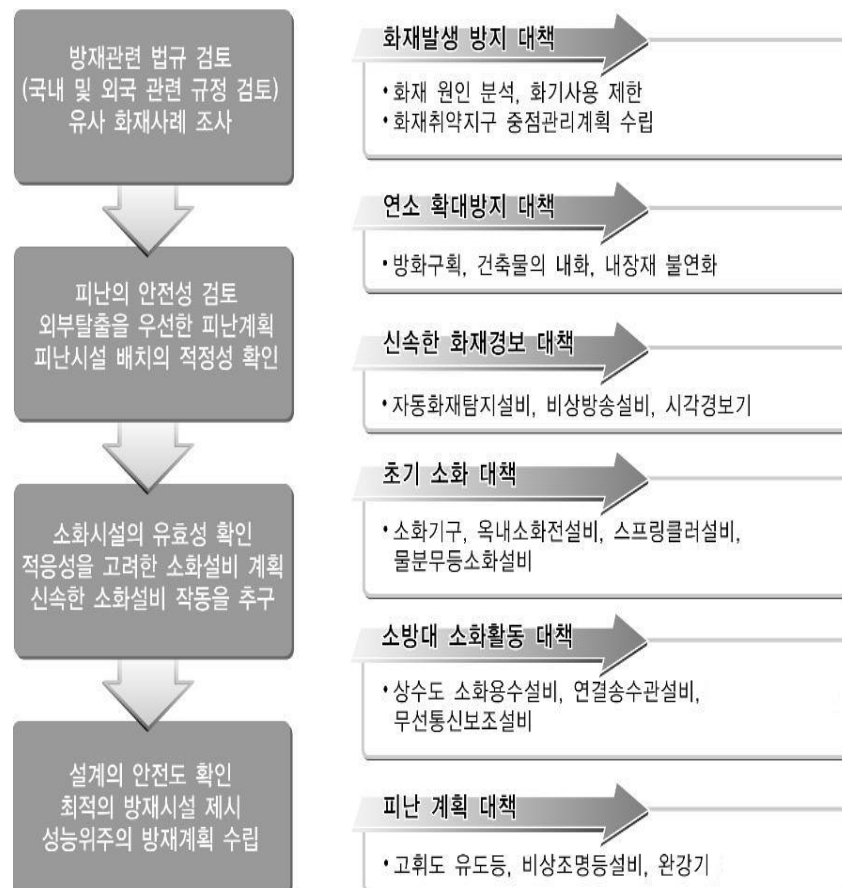 방재관련 법규 검토
(국내 및 외국 관련 규정 검토)
유사 화재사례 조사
피난의 안전성 검토
외부탈출을 우선한 피난계획
피난시설 배치의 적정성 확인
소화시설의 유효성 확인
적응성을 고려한 소화설비 계획
신속한 소화설비 작동을 추구
설계의 안전도 확인
최적의 방재시설 제시
성능위주의 방재계획 수립
화재발생 방지 대책
• 화재 원인 분석, 화기사용 제한
• 화재취약지구 중점관리계획 수립
연소 확대방지 대책
• 방화구획, 건축물의 내화, 내장재 불연화
신속한 화재경보 대책
• 자동화재탐지설비, 비상방송설비, 시각경보기
초기 소화 대책
• 소화기구, 옥내소화전설비, 스프링클러설비,
물분무등소화설비
소방대 소화활동 대책
• 상수도 소화용수설비, 연결송수관설비,
무선통신보조설비
피난 계획 대책
• 고휘도 유도등, 비상조명등설비, 완강기